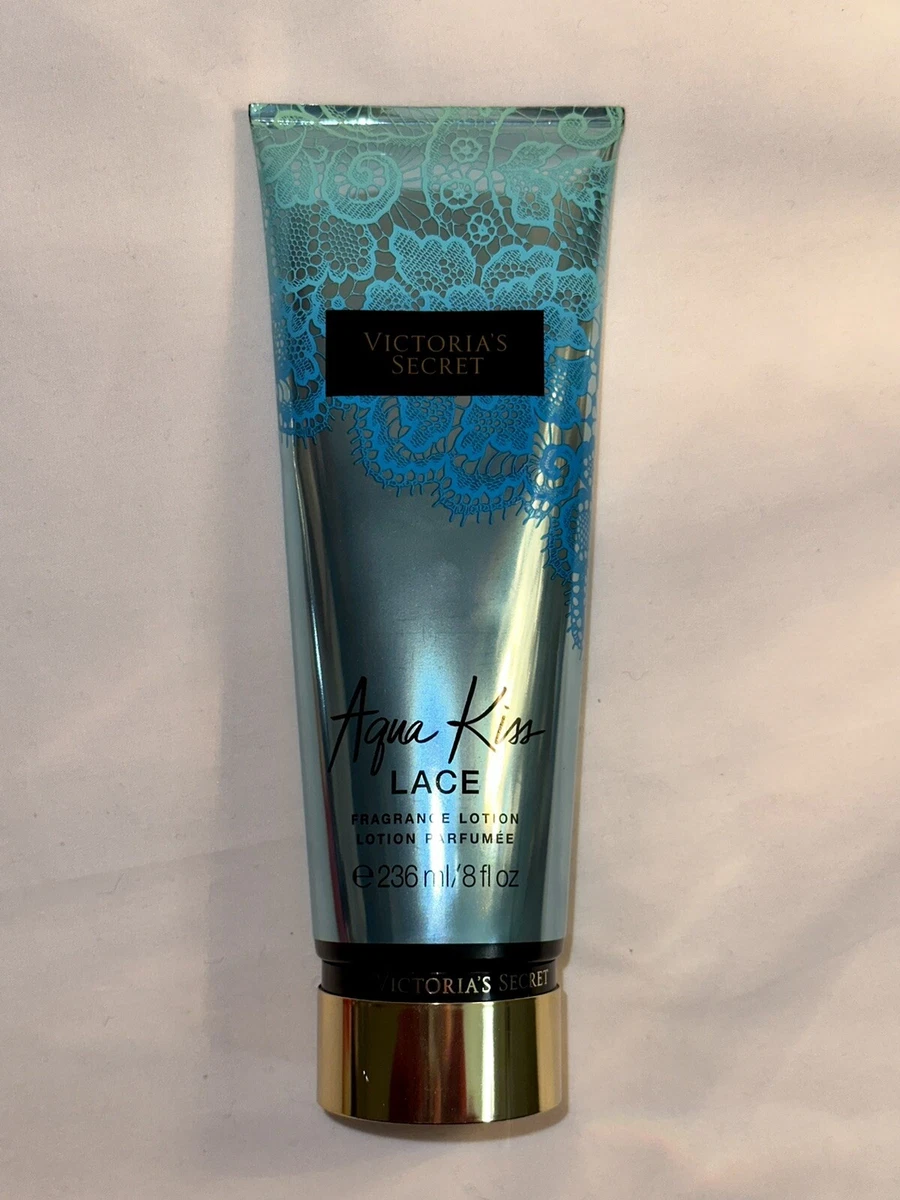 VICTORIA'S
SECRET
Aqua Kiss
LACE
FRAGRANCE LOTION
LOTION PARFUMÉE
℮ 236 ml/8 fl oz
VICTORIA'S SECRET